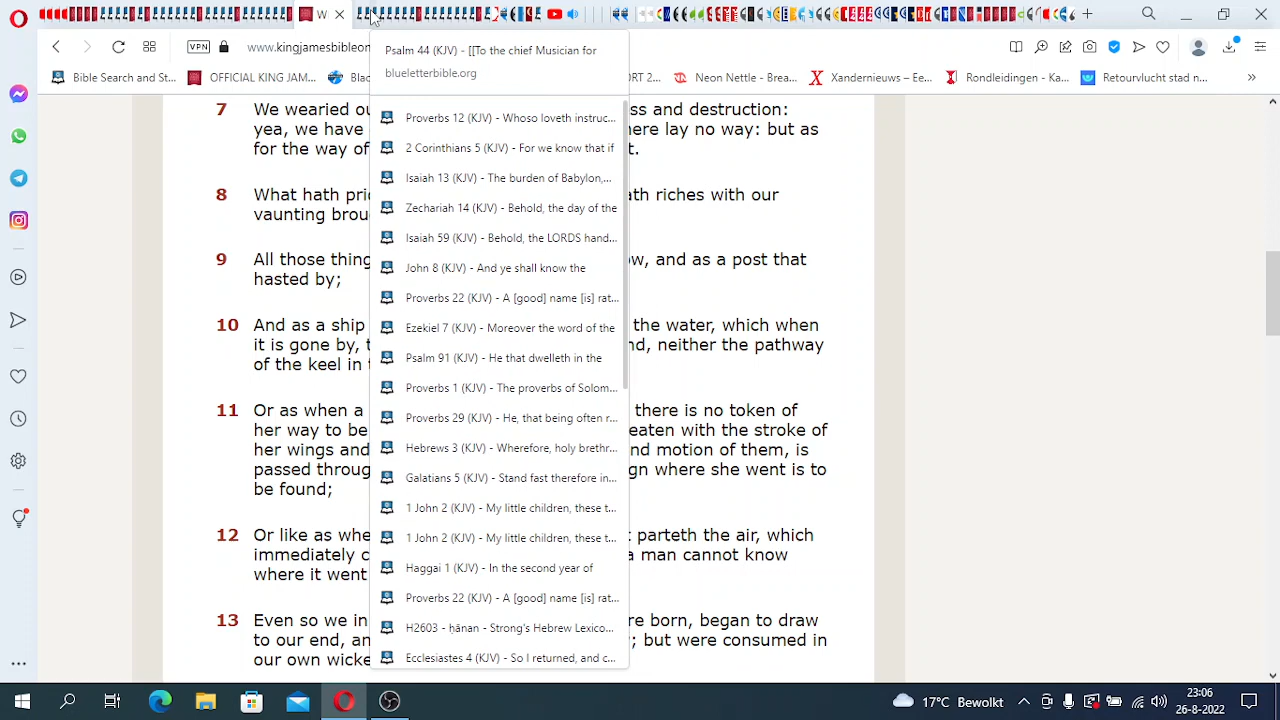 W
VPN
www.kingjamesbibleon
Bible Search and St...
OFFICIAL KING JAM...
Bla
ORT 2...
Neon Nettle - Brea...
Xandernieuws – Ee...
Rondleidingen - Ka...
Retourvlucht stad n...
Psalm 44 (KJV) - [[To the chief Musician for
blueletterbible.org
Proverbs 12 (KJV) - Whoso loveth instruc...
2 Corinthians 5 (KJV) - For we know that if
Isaiah 13 (KJV) - The burden of Babylon,...
Zechariah 14 (KJV) - Behold, the day of the
Isaiah 59 (KJV) - Behold, the LORDS hand...
John 8 (KJV) - And ye shall know the
Proverbs 22 (KJV) - A [good] name [is] rat...
Ezekiel 7 (KJV) - Moreover the word of the
Psalm 91 (KJV) - He that dwelleth in the
Proverbs 1 (KJV) - The proverbs of Solom...
Proverbs 29 (KJV) - He, that being often r...
Hebrews 3 (KJV) - Wherefore, holy brethr...
Galatians 5 (KJV) - Stand fast therefore in...
1 John 2 (KJV) - My little children, these t...
1 John 2 (KJV) - My little children, these t...
Haggai 1 (KJV) - In the second year of
Proverbs 22 (KJV) - A [good] name [is] rat...
H2603 - ḥānan - Strong's Hebrew Lexico...
Ecclesiastes 4 (KJV) - So I returned, and c...
7 We wearied ou ss and destruction:
yea, we have here lay no way: but as
for the way of t.
8 What hath pri ath riches with our
vaunting brou
9 All those thing ow, and as a post that
hasted by;
10 And as a ship the water, which when
it is gone by, t nd, neither the pathway
of the keel in t
11 Or as when a there is no token of
her way to be eaten with the stroke of
her wings and nd motion of them, is
passed throug gn where she went is to
be found;
12 Or like as whe t parteth the air, which
immediately c a man cannot know
where it went
13 Even so we in re born, began to draw
to our end, an ; but were consumed in
our own wicke
17°C Bewolkt
23:06
26-8-2022